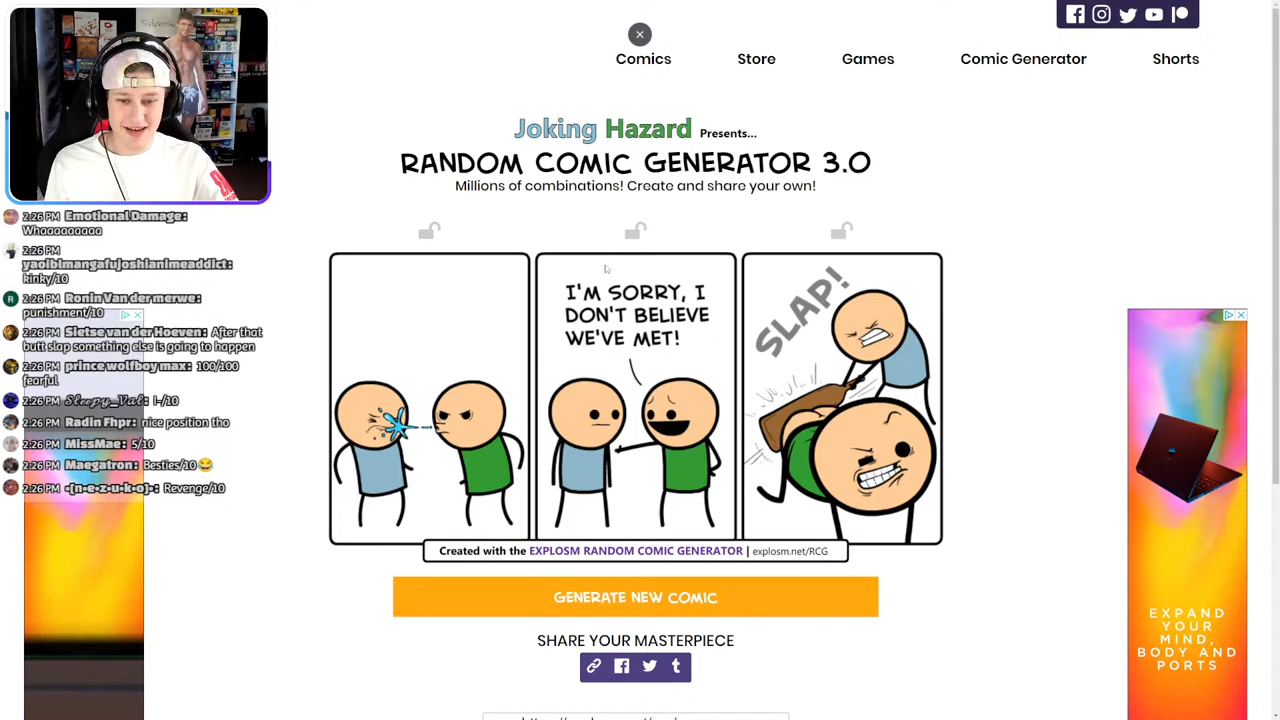 Comics Store Games Comic Generator Shorts
Joking Hazard Presents...
RANDOM COMIC GENERATOR 3.0
Millions of combinations! Create and share your own!
2:26 PM Emotional Damage:
Whaaaaaaaa
2:26 PM
yaoiblmangafujoshianimeaddict:
kinky/10
R 2:26 PM Ronin Van der merwe:
punishment/10
2:26 PM Sietse van der Hoeven: After that
butt slap something else is going to happen
2:26 PM prince wolfboy max: 100/100
fearful
2:26 PM Sleepy_Val: 1-/10
2:26 PM Radin Fhpr: nice position tho
2:26 PM MissMae: 5/10
2:26 PM Maegatron: Besties/10😂
2:26 PM •[n•e•z•u•k•o]•: Revenge/10
I'M SORRY, I
DON'T BELIEVE
WE'VE MET!
SLAP!
Created with the EXPLOSM RANDOM COMIC GENERATOR | explosm.net/RCG
GENERATE NEW COMIC
SHARE YOUR MASTERPIECE
EXPAND
YOUR
MIND,
BODY AND
PORTS